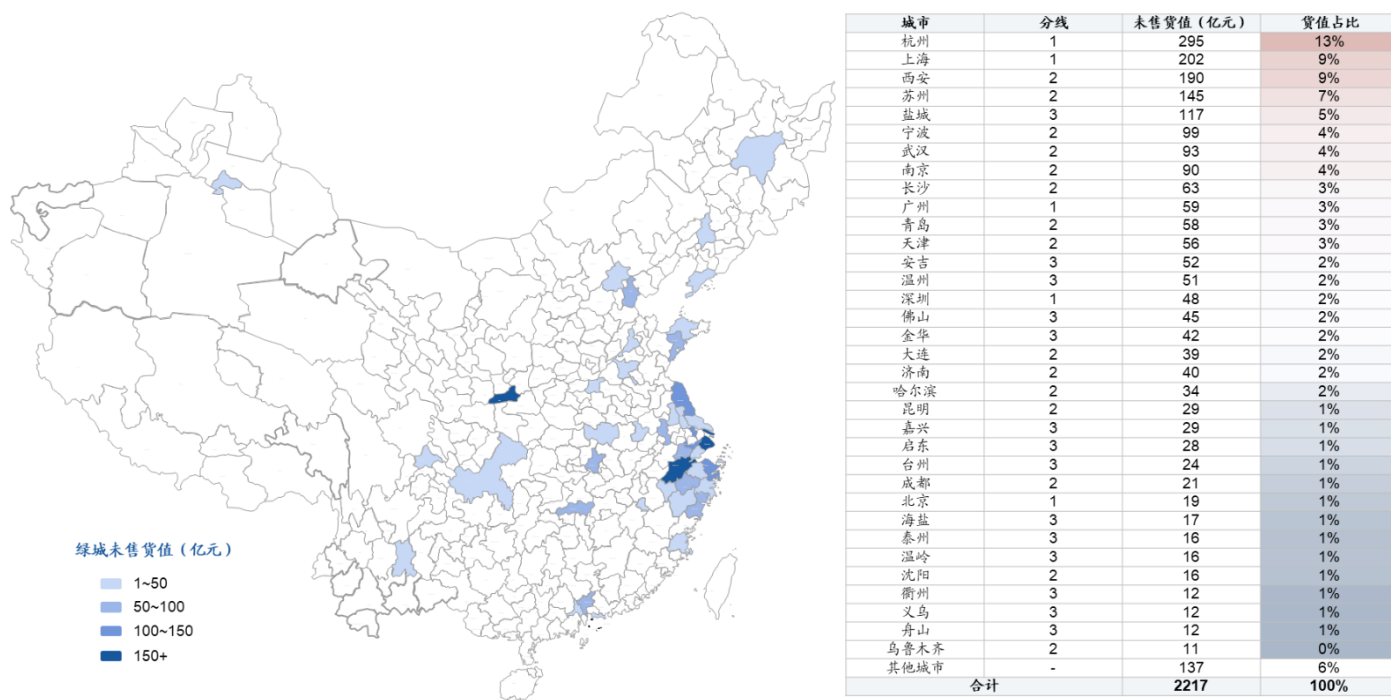 绿城未售货值（亿元）
1~50
50~100
100~150
150+
城市 分线 未售货值（亿元） 货值占比
杭州 1 295 13%
上海 1 202 9%
西安 2 190 9%
苏州 2 145 7%
盐城 3 117 5%
宁波 2 99 4%
武汉 2 93 4%
南京 2 90 4%
长沙 2 63 3%
广州 1 59 3%
青岛 2 58 3%
天津 2 56 3%
安吉 3 52 2%
温州 3 51 2%
深圳 1 48 2%
佛山 3 45 2%
金华 3 42 2%
大连 2 39 2%
济南 2 40 2%
哈尔滨 2 34 2%
昆明 2 29 1%
嘉兴 3 29 1%
启东 3 28 1%
台州 3 24 1%
成都 2 21 1%
北京 1 19 1%
海盐 3 17 1%
泰州 3 16 1%
温岭 3 16 1%
沈阳 2 16 1%
衢州 3 12 1%
义乌 3 12 1%
舟山 3 12 1%
乌鲁木齐 2 11 0%
其他城市 - 137 6%
合计 2217 100%